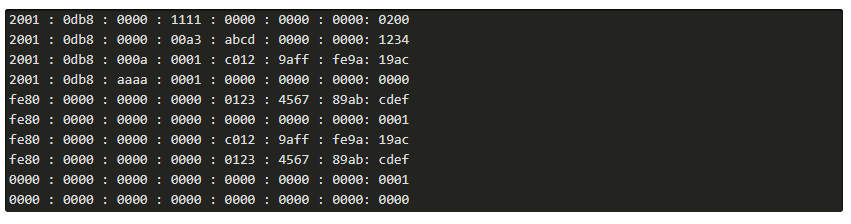 2001 : 0db8 : 0000 : 1111 : 0000 : 0000 : 0000: 0200
2001 : 0db8 : 0000 : 00a3 : abcd : 0000 : 0000: 1234
2001 : 0db8 : 000a : 0001 : c012 : 9aff : fe9a: 19ac
2001 : 0db8 : aaaa : 0001 : 0000 : 0000 : 0000: 0000
fe80 : 0000 : 0000 : 0000 : 0123 : 4567 : 89ab: cdef
fe80 : 0000 : 0000 : 0000 : 0000 : 0000 : 0000: 0001
fe80 : 0000 : 0000 : 0000 : c012 : 9aff : fe9a: 19ac
fe80 : 0000 : 0000 : 0000 : 0123 : 4567 : 89ab: cdef
0000 : 0000 : 0000 : 0000 : 0000 : 0000 : 0000: 0001
0000 : 0000 : 0000 : 0000 : 0000 : 0000 : 0000: 0000